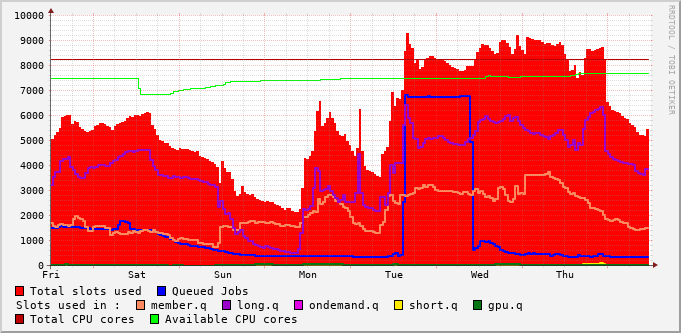 10000
9000
8000
7000
6000
5000
4000
3000
2000
1000
0
Fri Sat Sun Mon Tue Wed Thu
RRDTOOL / TOBI OETIKER
Total slots used Queued Jobs
Slots used in : member.q long.q ondemand.q short.q gpu.q
Total CPU cores Available CPU cores